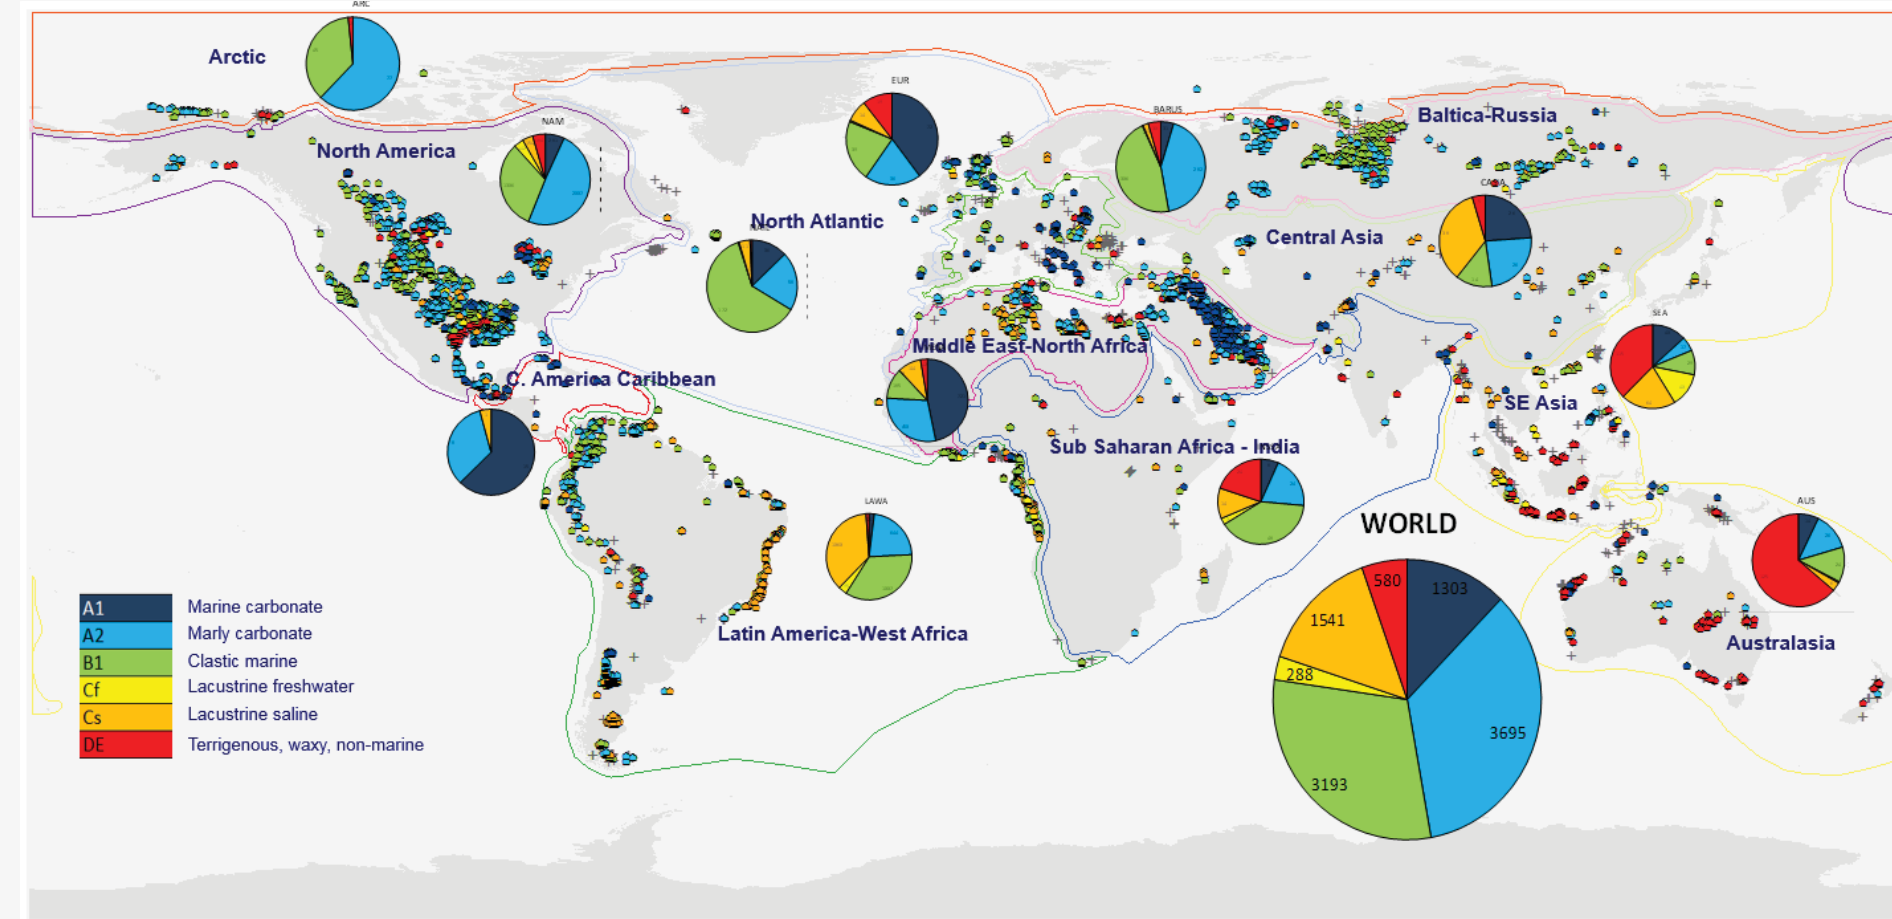 ARC
Arctic
EUR
BARUS
Baltica-Russia
NAM
North America
CASIA
North Atlantic
Central Asia
SEA
Middle East-North Africa
C. America Caribbean
SE Asia
Sub Saharan Africa - India
LAWA
AUS
WORLD
580
1303
1541
288
3695
3193
Latin America-West Africa
Australasia
A1 Marine carbonate
A2 Marly carbonate
B1 Clastic marine
Cf Lacustrine freshwater
Cs Lacustrine saline
DE Terrigenous, waxy, non-marine